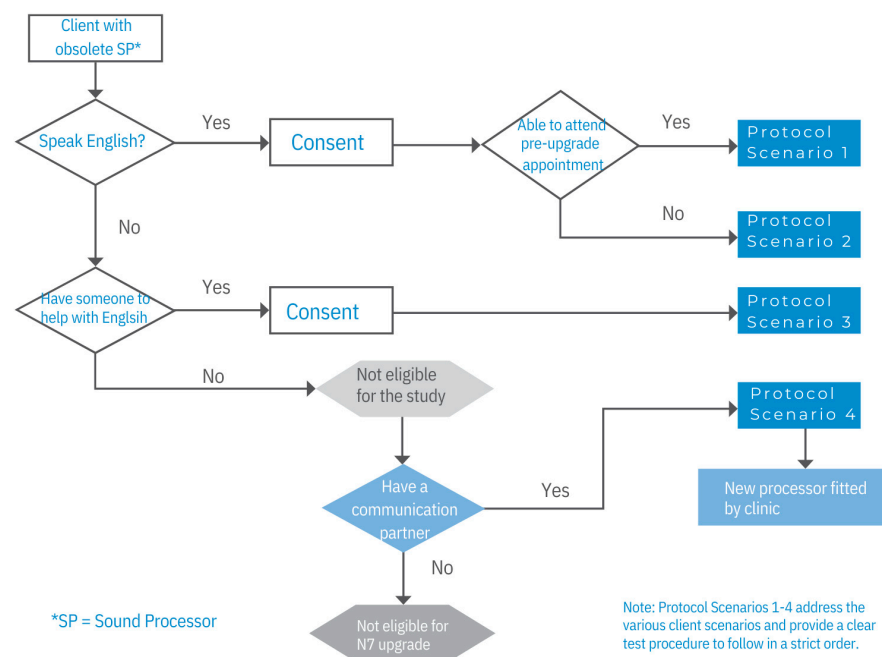 Client with
obsolete SP*
Speak English?
Yes
Consent
Able to attend
pre-upgrade
appointment
Yes
Protocol
Scenario 1
No
Protocol
Scenario 2
No
Have someone to
help with Englsih
Yes
Consent
Protocol
Scenario 3
No
Not eligible
for the study
Protocol
Scenario 4
Have a
communication
partner
Yes
New processor fitted
by clinic
No
Not eligible for
N7 upgrade
*SP = Sound Processor
Note: Protocol Scenarios 1-4 address the
various client scenarios and provide a clear
test procedure to follow in a strict order.